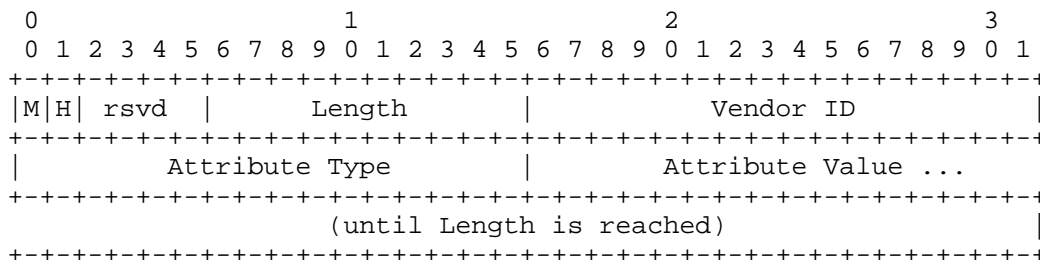 0                   1                   2                   3
 0 1 2 3 4 5 6 7 8 9 0 1 2 3 4 5 6 7 8 9 0 1 2 3 4 5 6 7 8 9 0 1
+-+-+-+-+-+-+-+-+-+-+-+-+-+-+-+-+-+-+-+-+-+-+-+-+-+-+-+-+-+-+-+-+
|M|H| rsvd  |      Length       |           Vendor ID           |
+-+-+-+-+-+-+-+-+-+-+-+-+-+-+-+-+-+-+-+-+-+-+-+-+-+-+-+-+-+-+-+-+
|         Attribute Type        |        Attribute Value ...
+-+-+-+-+-+-+-+-+-+-+-+-+-+-+-+-+-+-+-+-+-+-+-+-+-+-+-+-+-+-+-+-+
                    (until Length is reached)                   |
+-+-+-+-+-+-+-+-+-+-+-+-+-+-+-+-+-+-+-+-+-+-+-+-+-+-+-+-+-+-+-+-+